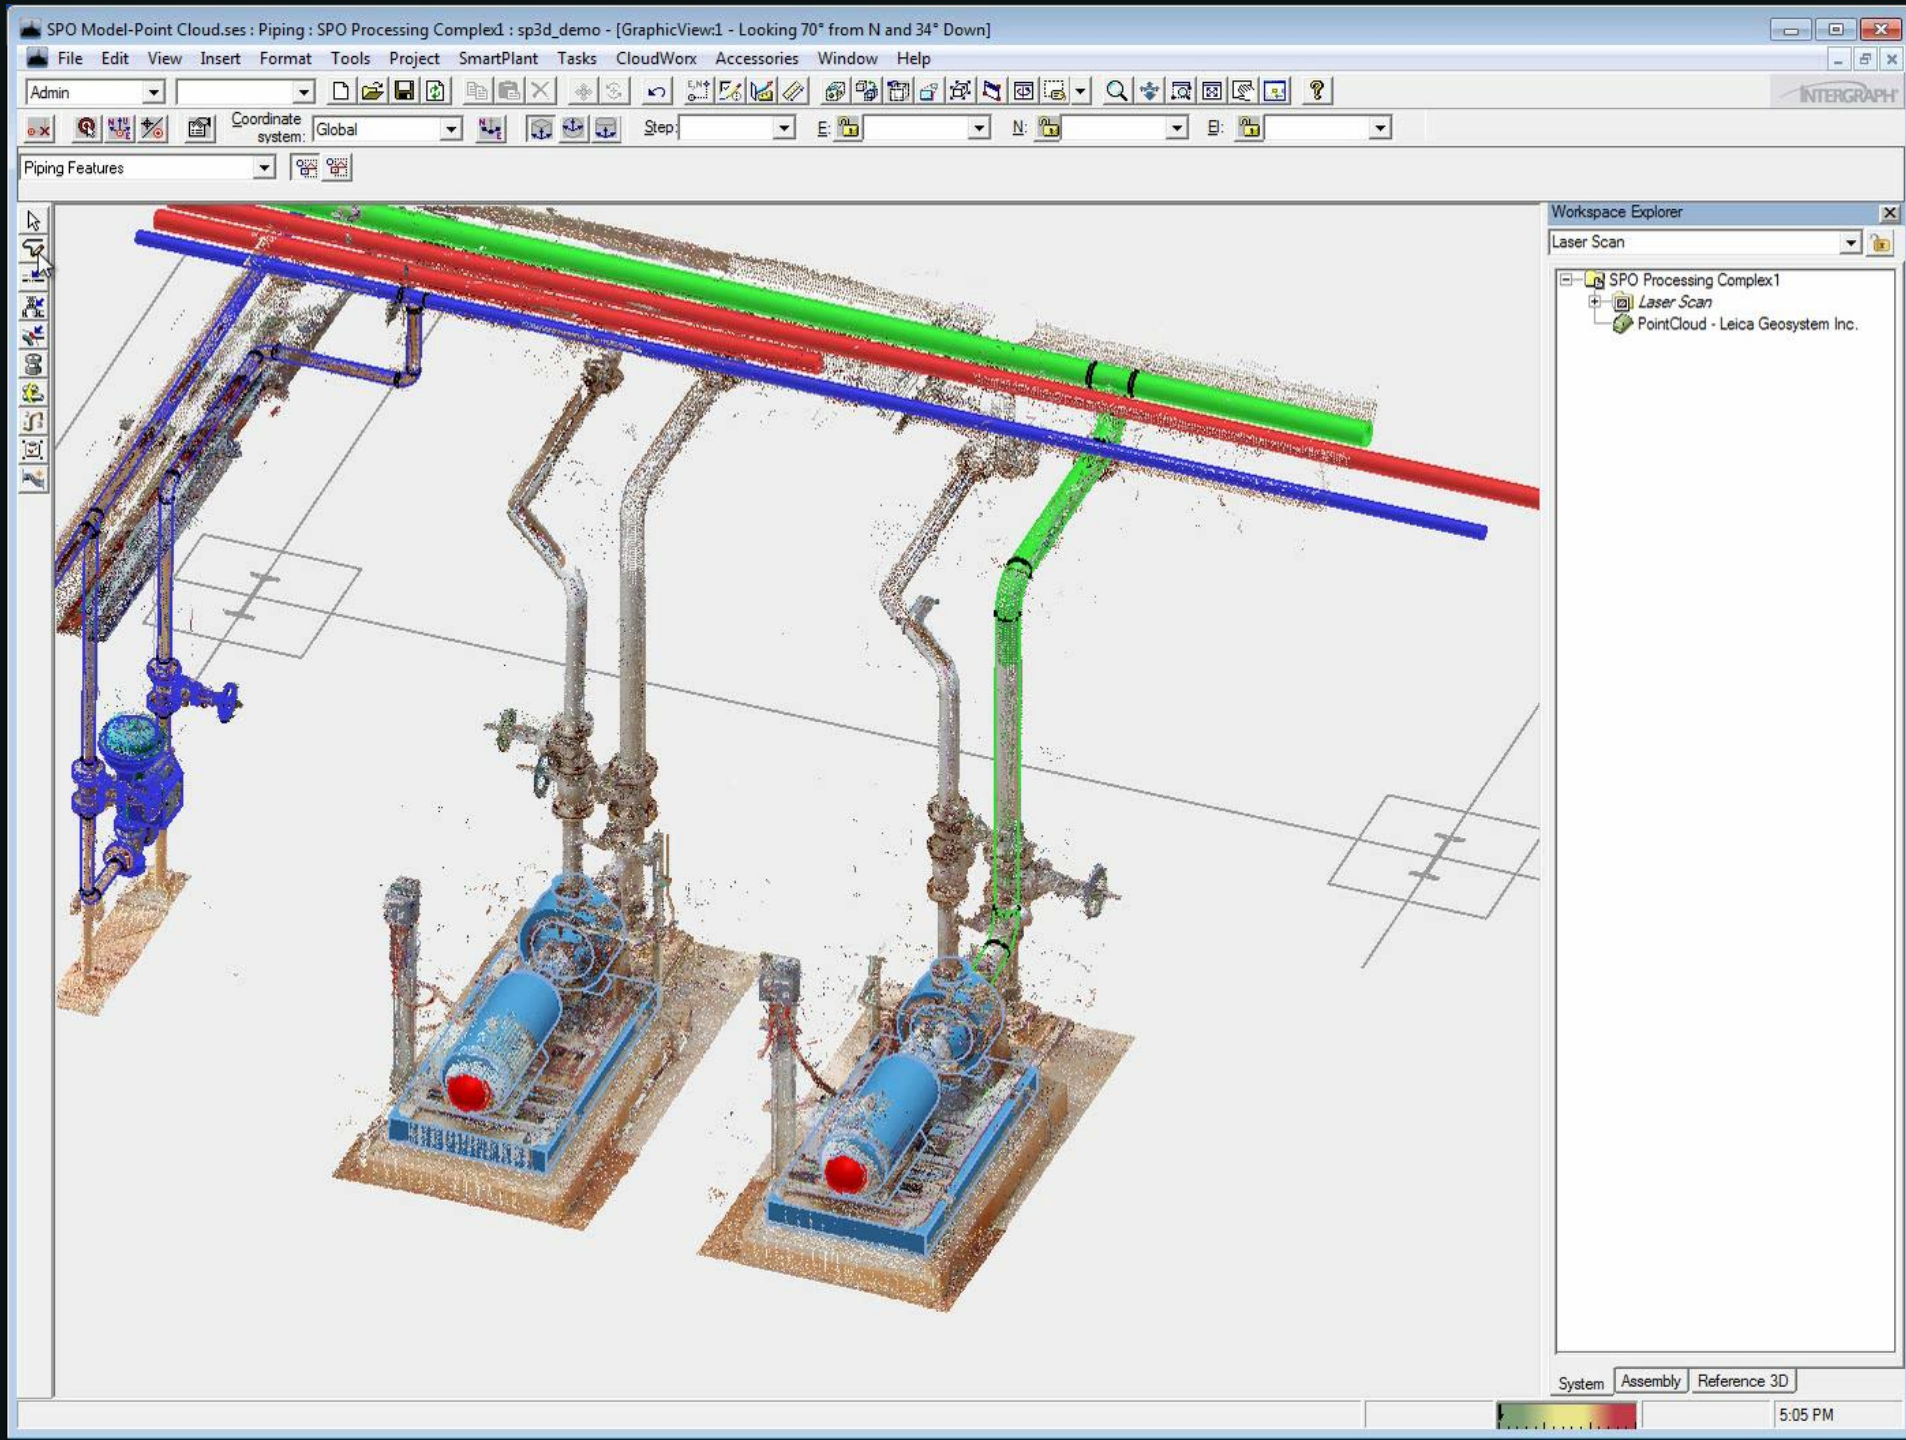 SPO Model-Point Cloud.ses : Piping : SPO Processing Complex1 : sp3d_demo - [GraphicView:1 - Looking 70° from N and 34° Down]
File Edit View Insert Format Tools Project SmartPlant Tasks CloudWorx Accessories Window Help
Admin
INTERGRAPH
Coordinate system: Global Step: E: N: El:
Piping Features
Workspace Explorer
Laser Scan
SPO Processing Complex1
Laser Scan
PointCloud - Leica Geosystem Inc.
System Assembly Reference 3D
5:05 PM